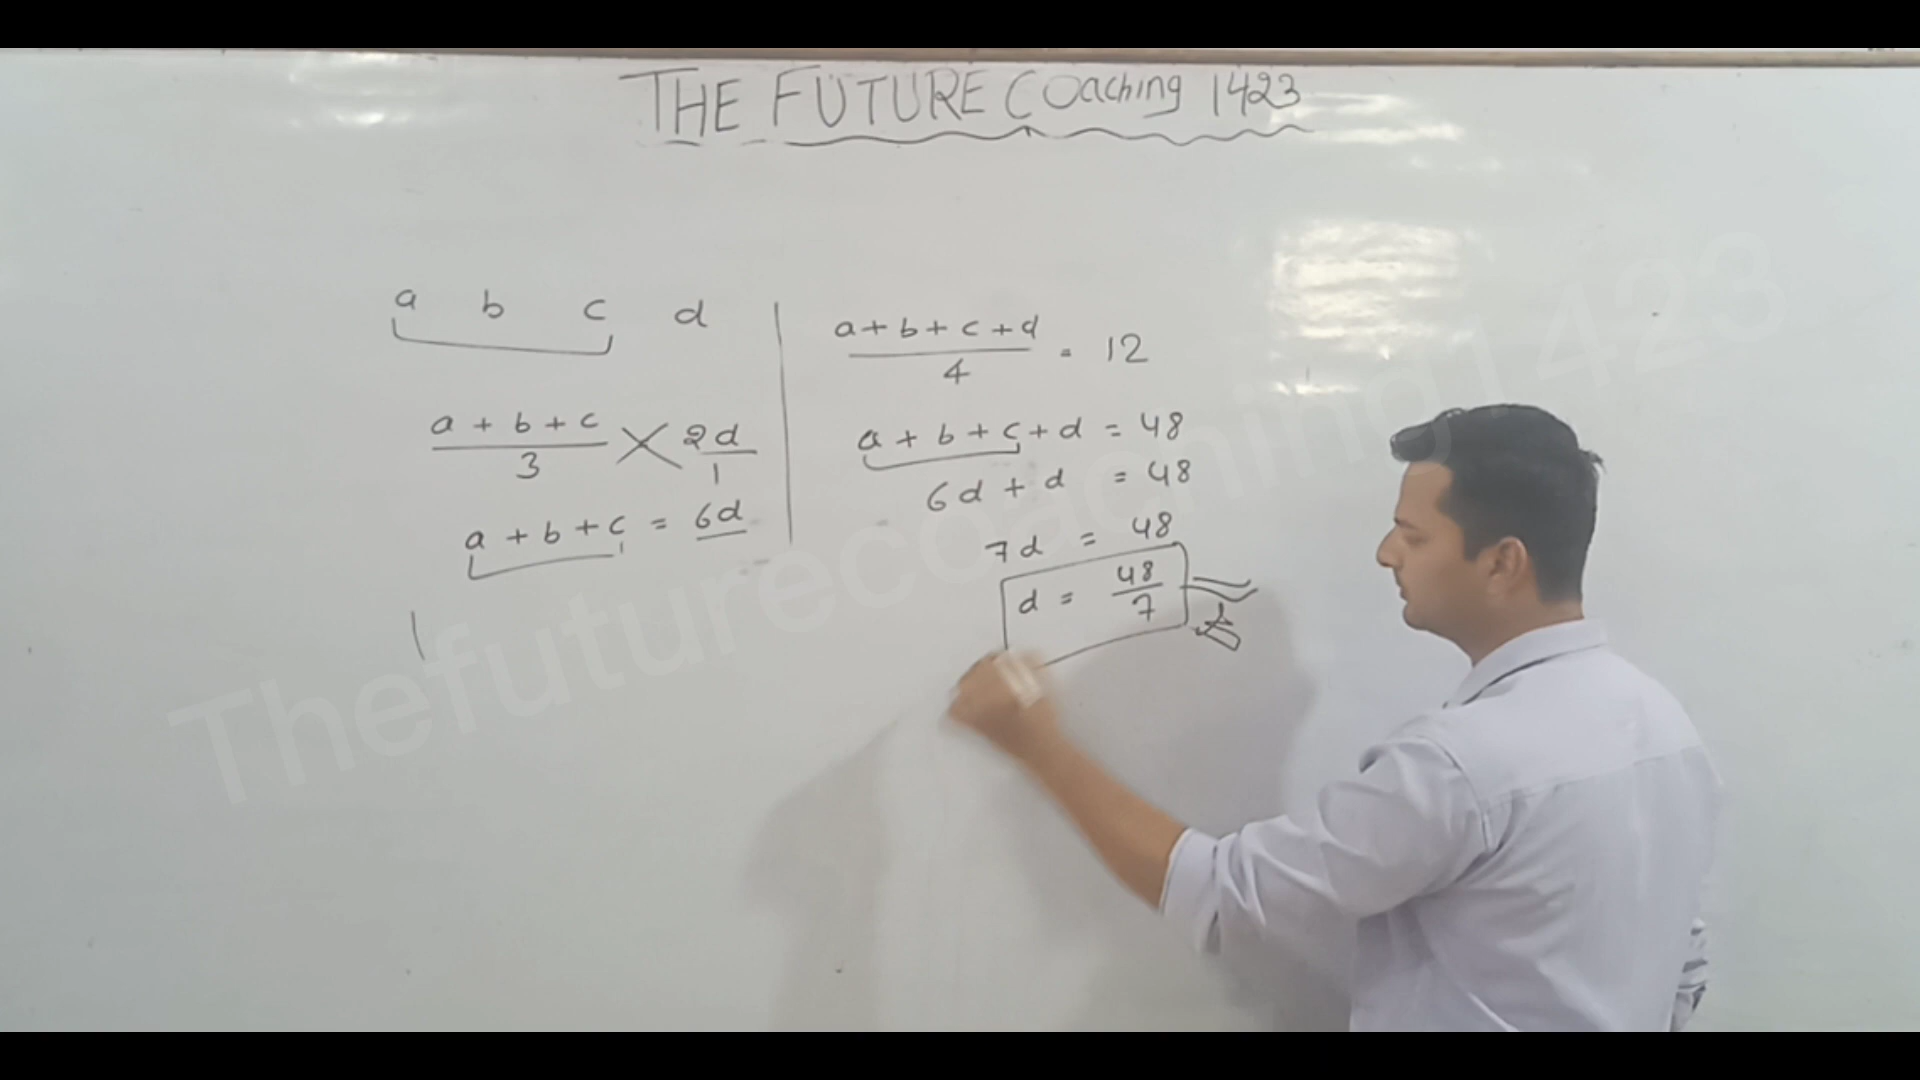 THE FUTURE Coaching 1423
a b c d
a + b + c
3
2d
1
a + b + c = 6d
a + b + c + d
4
= 12
a + b + c + d = 48
6d + d = 48
7d = 48
d = 48
7
Thefuturecoaching1423